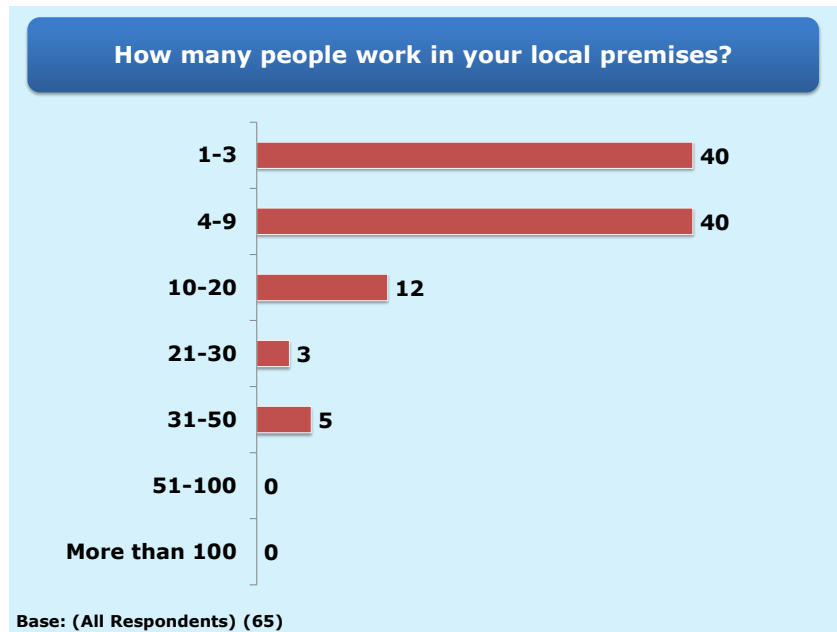 How many people work in your local premises?
1-3 40
4-9 40
10-20 12
21-30 3
31-50 5
51-100 0
More than 100 0
Base: (All Respondents) (65)